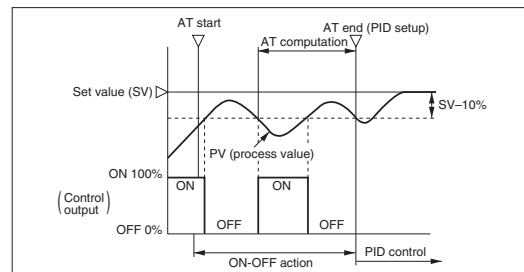 AT start
AT end (PID setup)
AT computation
Set value (SV)
SV–10%
PV (process value)
ON 100%
ON
ON
(Control output)
OFF
OFF
OFF 0%
ON-OFF action
PID control